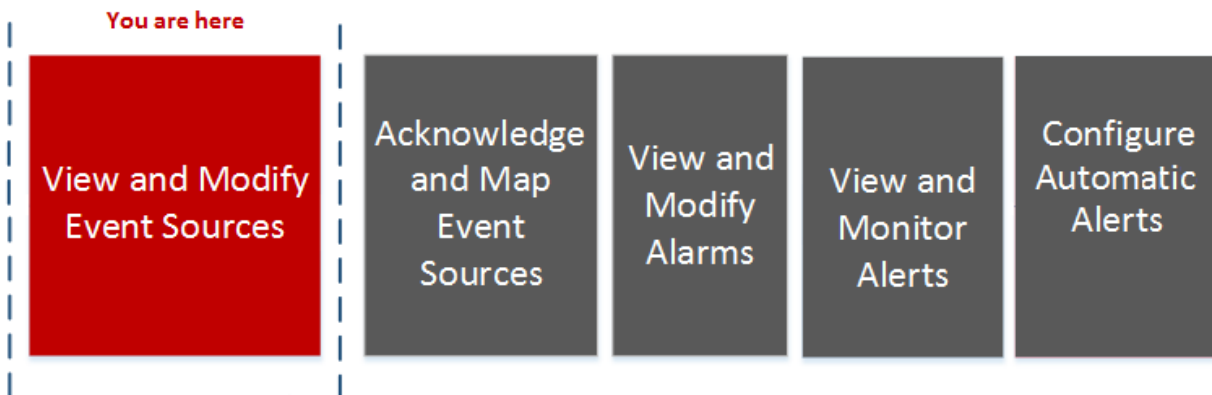 You are here
View and Modify
Event Sources
Acknowledge
and Map
Event
Sources
View and
Modify
Alarms
View and
Monitor
Alerts
Configure
Automatic
Alerts